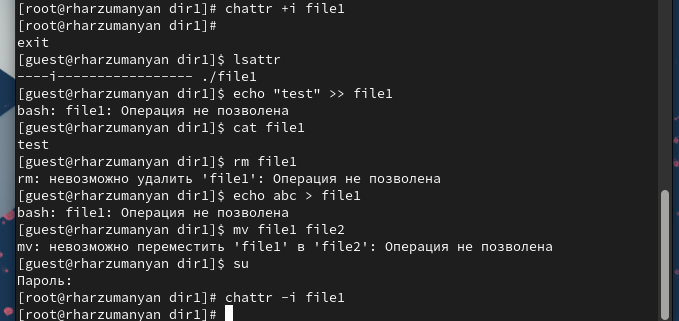 [root@rharzumanyan dir1]# chattr +i file1
[root@rharzumanyan dir1]#
exit
[guest@rharzumanyan dir1]$ lsattr
----i----------------- ./file1
[guest@rharzumanyan dir1]$ echo "test" >> file1
bash: file1: Операция не позволена
[guest@rharzumanyan dir1]$ cat file1
test
[guest@rharzumanyan dir1]$ rm file1
rm: невозможно удалить 'file1': Операция не позволена
[guest@rharzumanyan dir1]$ echo abc > file1
bash: file1: Операция не позволена
[guest@rharzumanyan dir1]$ mv file1 file2
mv: невозможно переместить 'file1' в 'file2': Операция не позволена
[guest@rharzumanyan dir1]$ su
Пароль:
[root@rharzumanyan dir1]# chattr -i file1
[root@rharzumanyan dir1]#